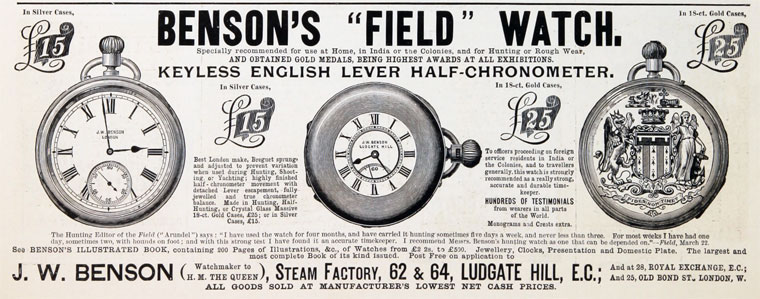 In Silver Cases,
£15
BENSON'S "FIELD" WATCH.
In 18-ct. Gold Cases,
£25
Specially recommended for use at Home, in India or the Colonies, and for Hunting or Rough Wear,
AND OBTAINED GOLD MEDALS, BEING HIGHEST AWARDS AT ALL EXHIBITIONS.
KEYLESS ENGLISH LEVER HALF-CHRONOMETER.
J.W. BENSON
LONDON
In Silver Cases,
£15
Best London make, Breguet sprung
and adjusted to prevent variation
when used during Hunting, Shoot-
ing, or Yachting; highly finished
half-chronometer movement with
detached Lever escapement, fully
jewelled and true chronometer
balance. Made in Hunting, Half-
Hunting, or Crystal Glass Massive
18-ct. Gold Cases, £25; or in Silver
Cases, £15.
J.W. BENSON
LUDGATE HILL
60
In 18-ct. Gold Cases,
£25
To officers proceeding on foreign
service residents in India or
the Colonies, and to travellers
generally, this watch is strongly
recommended as a really strong,
accurate and durable time-
keeper.
HUNDREDS OF TESTIMONIALS
from wearers in all parts
of the World.
Monograms and Crests extra.
The Hunting Editor of the Field ("Arundel") says: "I have used the watch for four months, and have carried it hunting sometimes five days a week, and never less than three. For most weeks I have had one
day, sometimes two, with hounds on foot; and with this strong test I have found it an accurate timekeeper. I recommend Messrs. Benson's hunting watch as one that can be depended on."—Field, March 22.
See BENSON'S ILLUSTRATED BOOK, containing 200 Pages of Illustrations, &c., of Watches from £2 2s. to £500. Jewellery, Clocks, Presentation and Domestic Plate. The largest and
most complete Book of its kind issued. Post Free on application to
J. W. BENSON (Watchmaker to H. M. THE QUEEN), STEAM FACTORY, 62 & 64, LUDGATE HILL, E.C.; And at 28, ROYAL EXCHANGE, E.C.;
And 25, OLD BOND ST., LONDON, W.
ALL GOODS SOLD AT MANUFACTURER'S LOWEST NET CASH PRICES.